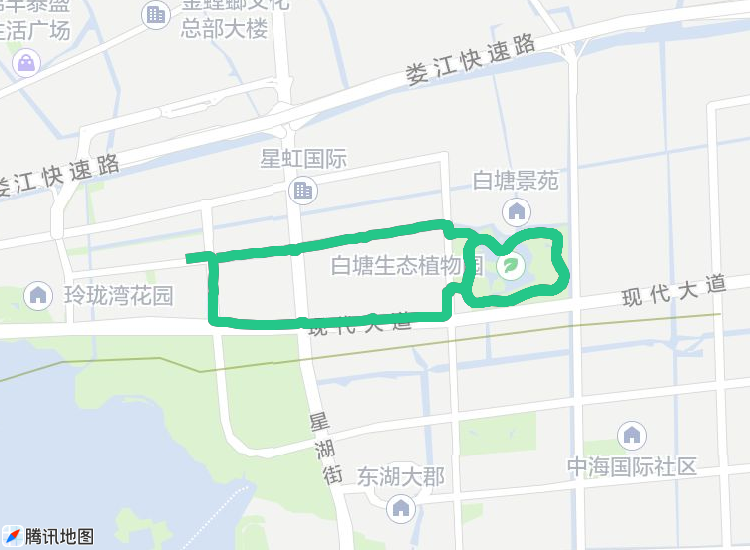 金螳螂文化
总部大楼
生活广场
娄江快速路
娄江快速路
星虹国际
白塘景苑
白塘生态植物园
玲珑湾花园
现代大道
现代大道
星湖街
东湖大郡
中海国际社区
腾讯地图